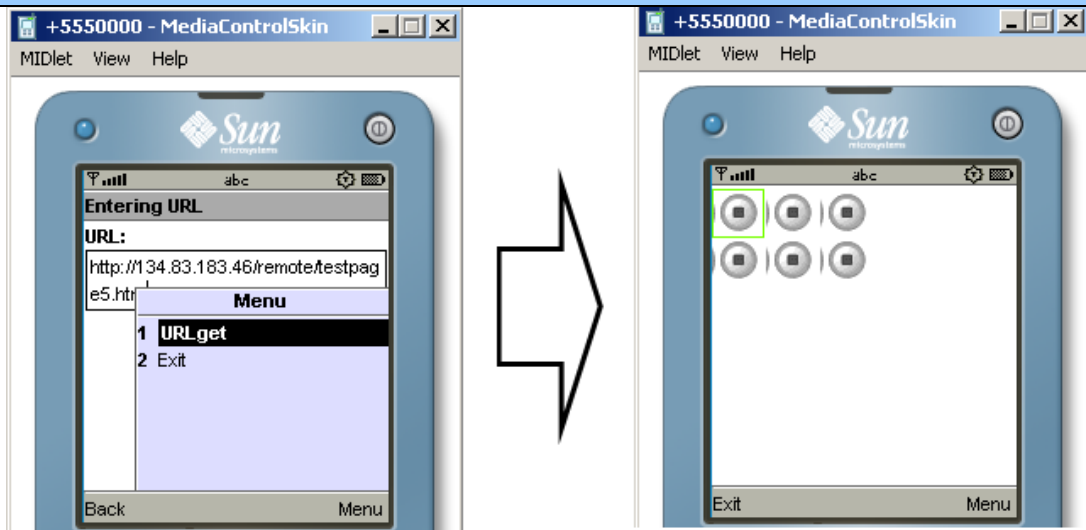 +5550000 - MediaControlSkin
MIDlet View Help
Sun
microsystems
abc
Entering URL
URL:
http://134.83.183.46/remote/testpag
e5.htm
Menu
1 URLget
2 Exit
Back Menu
+5550000 - MediaControlSkin
MIDlet View Help
Sun
microsystems
abc
Exit Menu